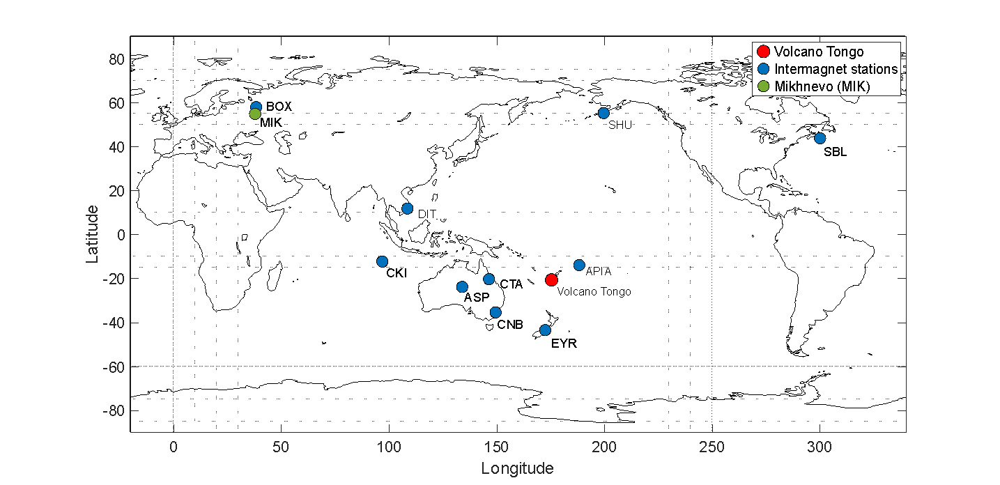 Volcano Tongo
Intermagnet stations
Mikhnevo (MIK)
80
60
40
20
0
-20
-40
-60
-80
Latitude
BOX
MIK
SHU
SBL
DIT
CKI
APIA
CTA
Volcano Tongo
ASP
CNB
EYR
0
50
100
150
200
250
300
Longitude